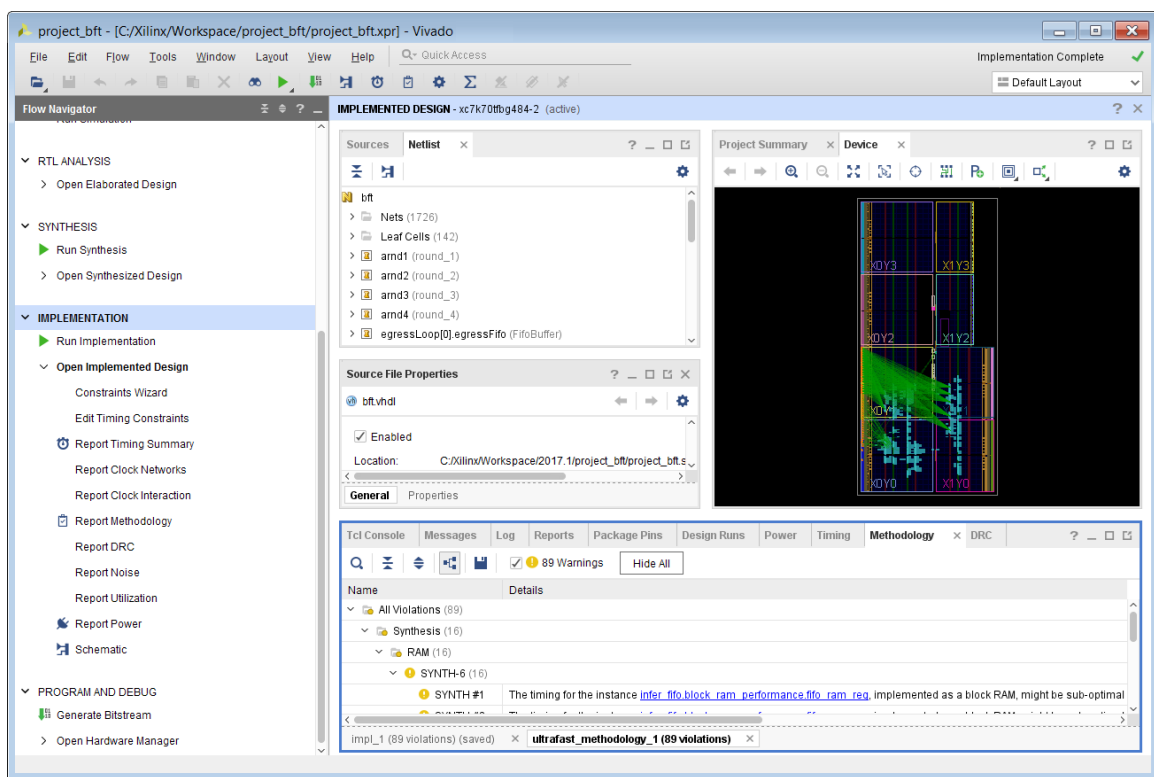 project_bft - [C:/Xilinx/Workspace/project_bft/project_bft.xpr] - Vivado
File Edit Flow Tools Window Layout View Help Quick Access
Implementation Complete
Default Layout
Flow Navigator
Run Simulation
RTL ANALYSIS
Open Elaborated Design
SYNTHESIS
Run Synthesis
Open Synthesized Design
IMPLEMENTATION
Run Implementation
Open Implemented Design
Constraints Wizard
Edit Timing Constraints
Report Timing Summary
Report Clock Networks
Report Clock Interaction
Report Methodology
Report DRC
Report Noise
Report Utilization
Report Power
Schematic
PROGRAM AND DEBUG
Generate Bitstream
Open Hardware Manager
IMPLEMENTED DESIGN - xc7k70tfbg484-2 (active)
Sources Netlist
bft
Nets (1726)
Leaf Cells (142)
arnd1 (round_1)
arnd2 (round_2)
arnd3 (round_3)
arnd4 (round_4)
egressLoop[0].egressFifo (FifoBuffer)
Source File Properties
bft.vhdl
Enabled
Location: C:/Xilinx/Workspace/2017.1/project_bft/project_bft.s
General Properties
Project Summary Device
X0Y3 X1Y3
X0Y2 X1Y2
X0Y0 X1Y0
Tcl Console Messages Log Reports Package Pins Design Runs Power Timing Methodology DRC
89 Warnings Hide All
Name Details
All Violations (89)
Synthesis (16)
RAM (16)
SYNTH-6 (16)
SYNTH #1 The timing for the instance infer_fifo.block_ram_performance.fifo_ram_reg, implemented as a block RAM, might be sub-optimal
impl_1 (89 violations) (saved) ultrafast_methodology_1 (89 violations)